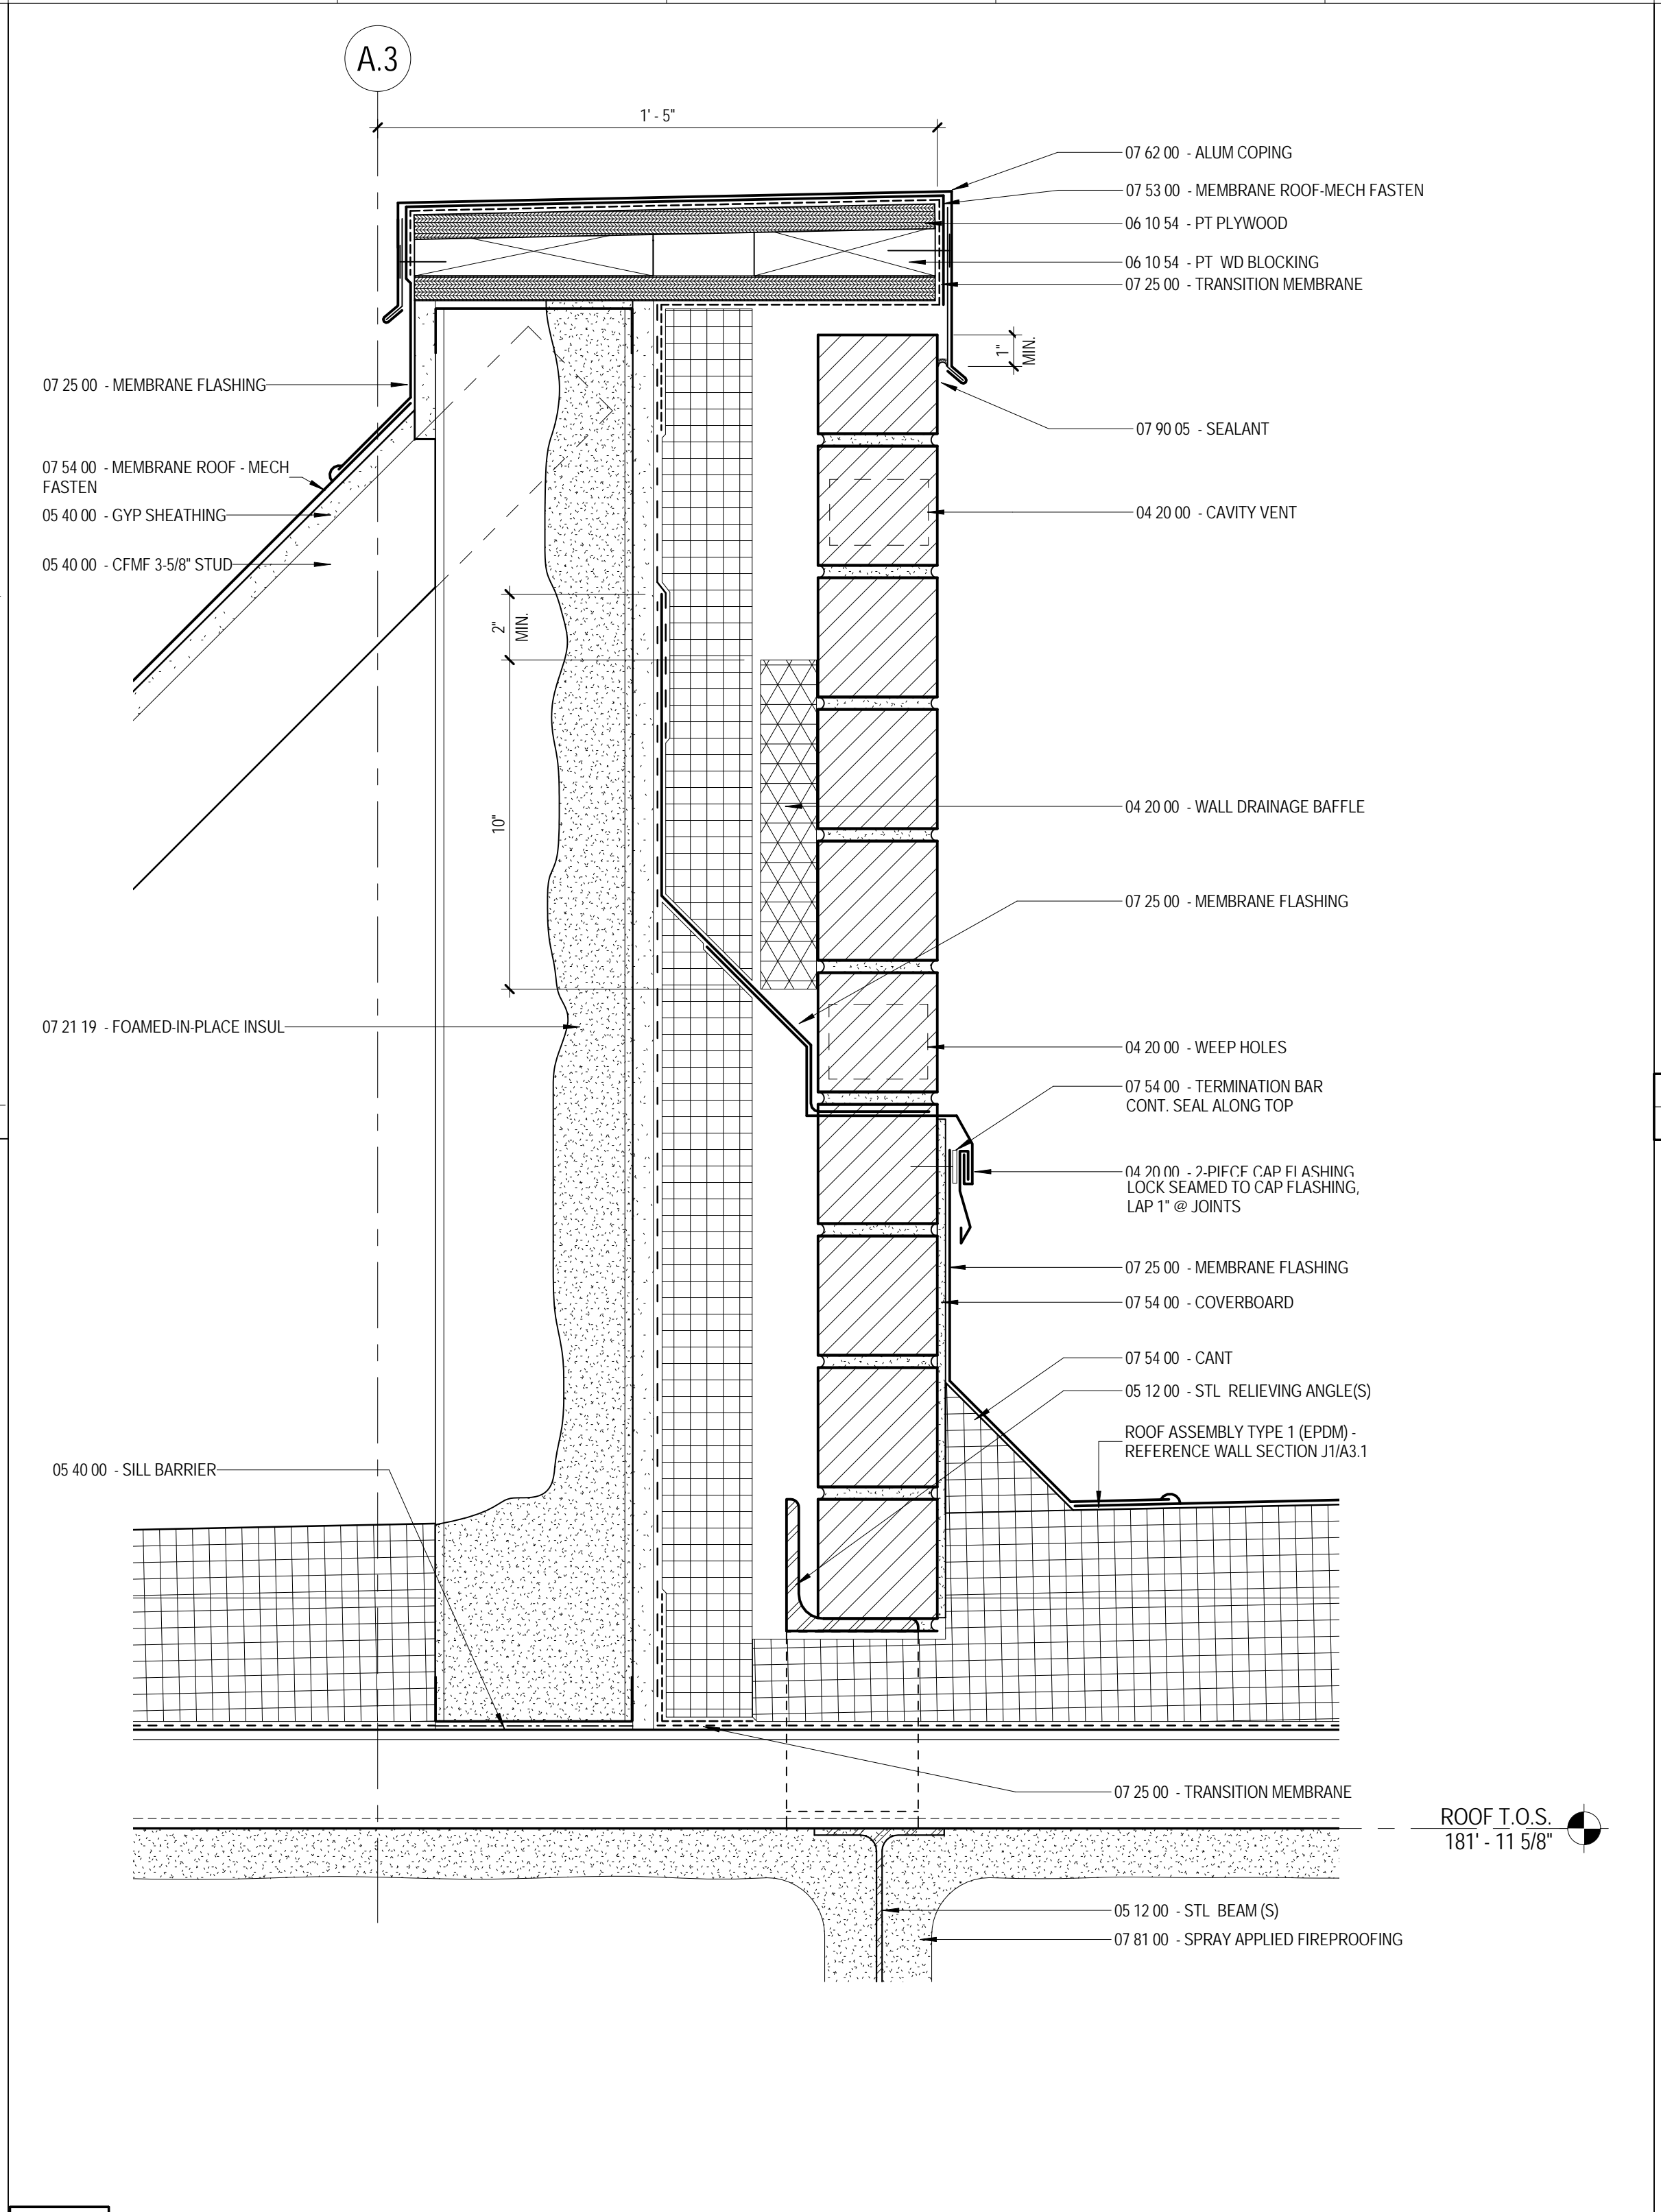 A.3
1' - 5"
07 62 00 - ALUM COPING
07 53 00 - MEMBRANE ROOF-MECH FASTEN
06 10 54 - PT PLYWOOD
06 10 54 - PT WD BLOCKING
07 25 00 - TRANSITION MEMBRANE
1"
MIN.
07 25 00 - MEMBRANE FLASHING
07 90 05 - SEALANT
07 54 00 - MEMBRANE ROOF - MECH
FASTEN
05 40 00 - GYP SHEATHING
04 20 00 - CAVITY VENT
05 40 00 - CFMF 3-5/8" STUD
2"
MIN.
10"
04 20 00 - WALL DRAINAGE BAFFLE
07 25 00 - MEMBRANE FLASHING
07 21 19 - FOAMED-IN-PLACE INSUL
04 20 00 - WEEP HOLES
07 54 00 - TERMINATION BAR
CONT. SEAL ALONG TOP
04 20 00 - 2-PIECE CAP FLASHING
LOCK SEAMED TO CAP FLASHING,
LAP 1" @ JOINTS
07 25 00 - MEMBRANE FLASHING
07 54 00 - COVERBOARD
07 54 00 - CANT
05 12 00 - STL RELIEVING ANGLE(S)
ROOF ASSEMBLY TYPE 1 (EPDM) -
REFERENCE WALL SECTION J1/A3.1
05 40 00 - SILL BARRIER
07 25 00 - TRANSITION MEMBRANE
ROOF T.O.S.
181' - 11 5/8"
05 12 00 - STL BEAM (S)
07 81 00 - SPRAY APPLIED FIREPROOFING